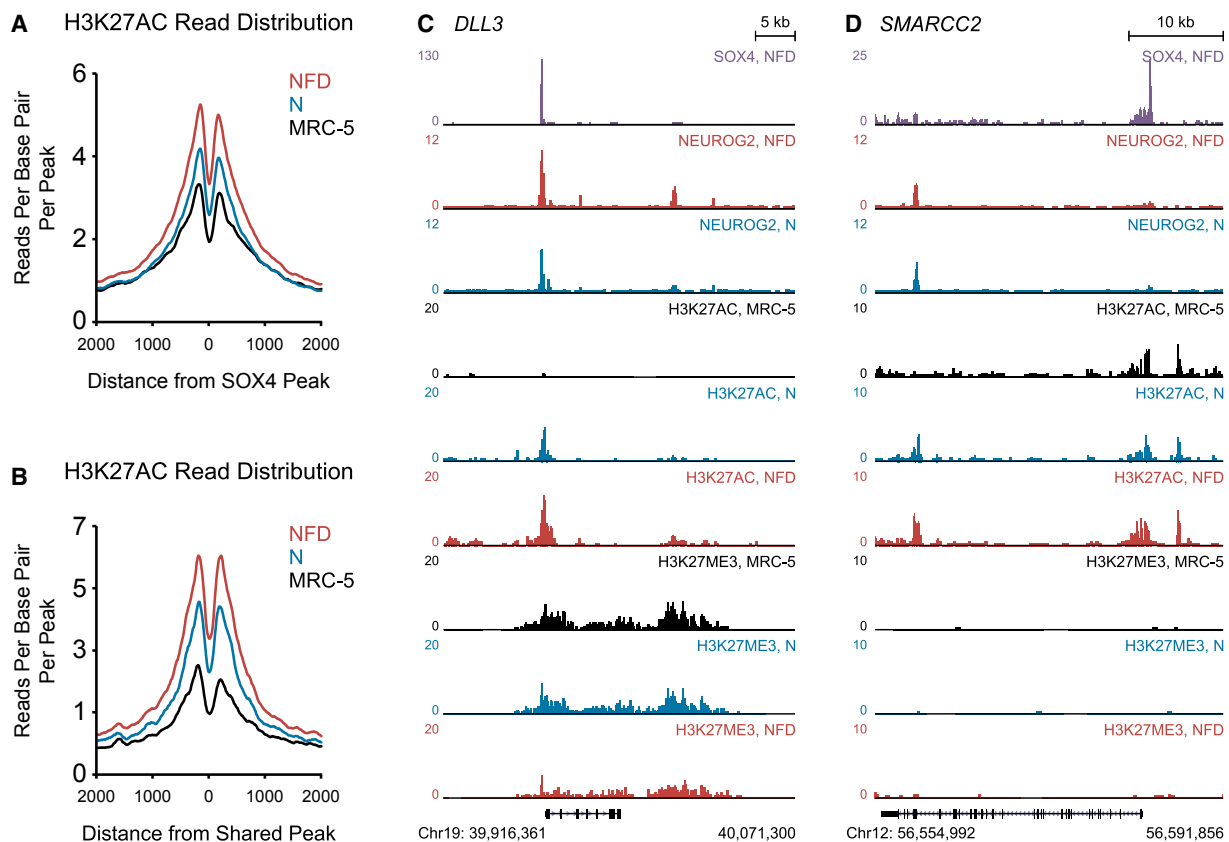 A
H3K27AC Read Distribution
NFD
N
MRC-5
6
4
2
0
Reads Per Base Pair
Per Peak
2000 1000 0 1000 2000
Distance from SOX4 Peak
B
H3K27AC Read Distribution
NFD
N
MRC-5
7
5
3
1
0
Reads Per Base Pair
Per Peak
2000 1000 0 1000 2000
Distance from Shared Peak
C
DLL3
5 kb
130
SOX4, NFD
0
12
NEUROG2, NFD
0
12
NEUROG2, N
0
20
H3K27AC, MRC-5
0
20
H3K27AC, N
0
20
H3K27AC, NFD
0
20
H3K27ME3, MRC-5
0
20
H3K27ME3, N
0
20
H3K27ME3, NFD
0
Chr19: 39,916,361
40,071,300
D
SMARCC2
10 kb
25
SOX4, NFD
0
12
NEUROG2, NFD
0
12
NEUROG2, N
0
10
H3K27AC, MRC-5
0
10
H3K27AC, N
0
10
H3K27AC, NFD
0
10
H3K27ME3, MRC-5
0
10
H3K27ME3, N
0
10
H3K27ME3, NFD
0
Chr12: 56,554,992
56,591,856